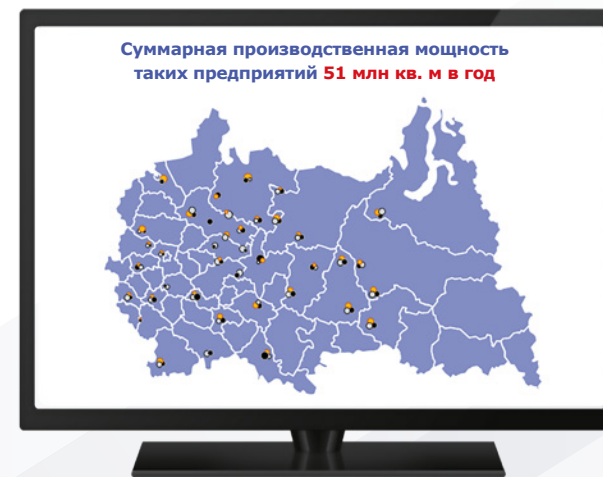 Суммарная производственная мощность
таких предприятий 51 млн кв. м в год